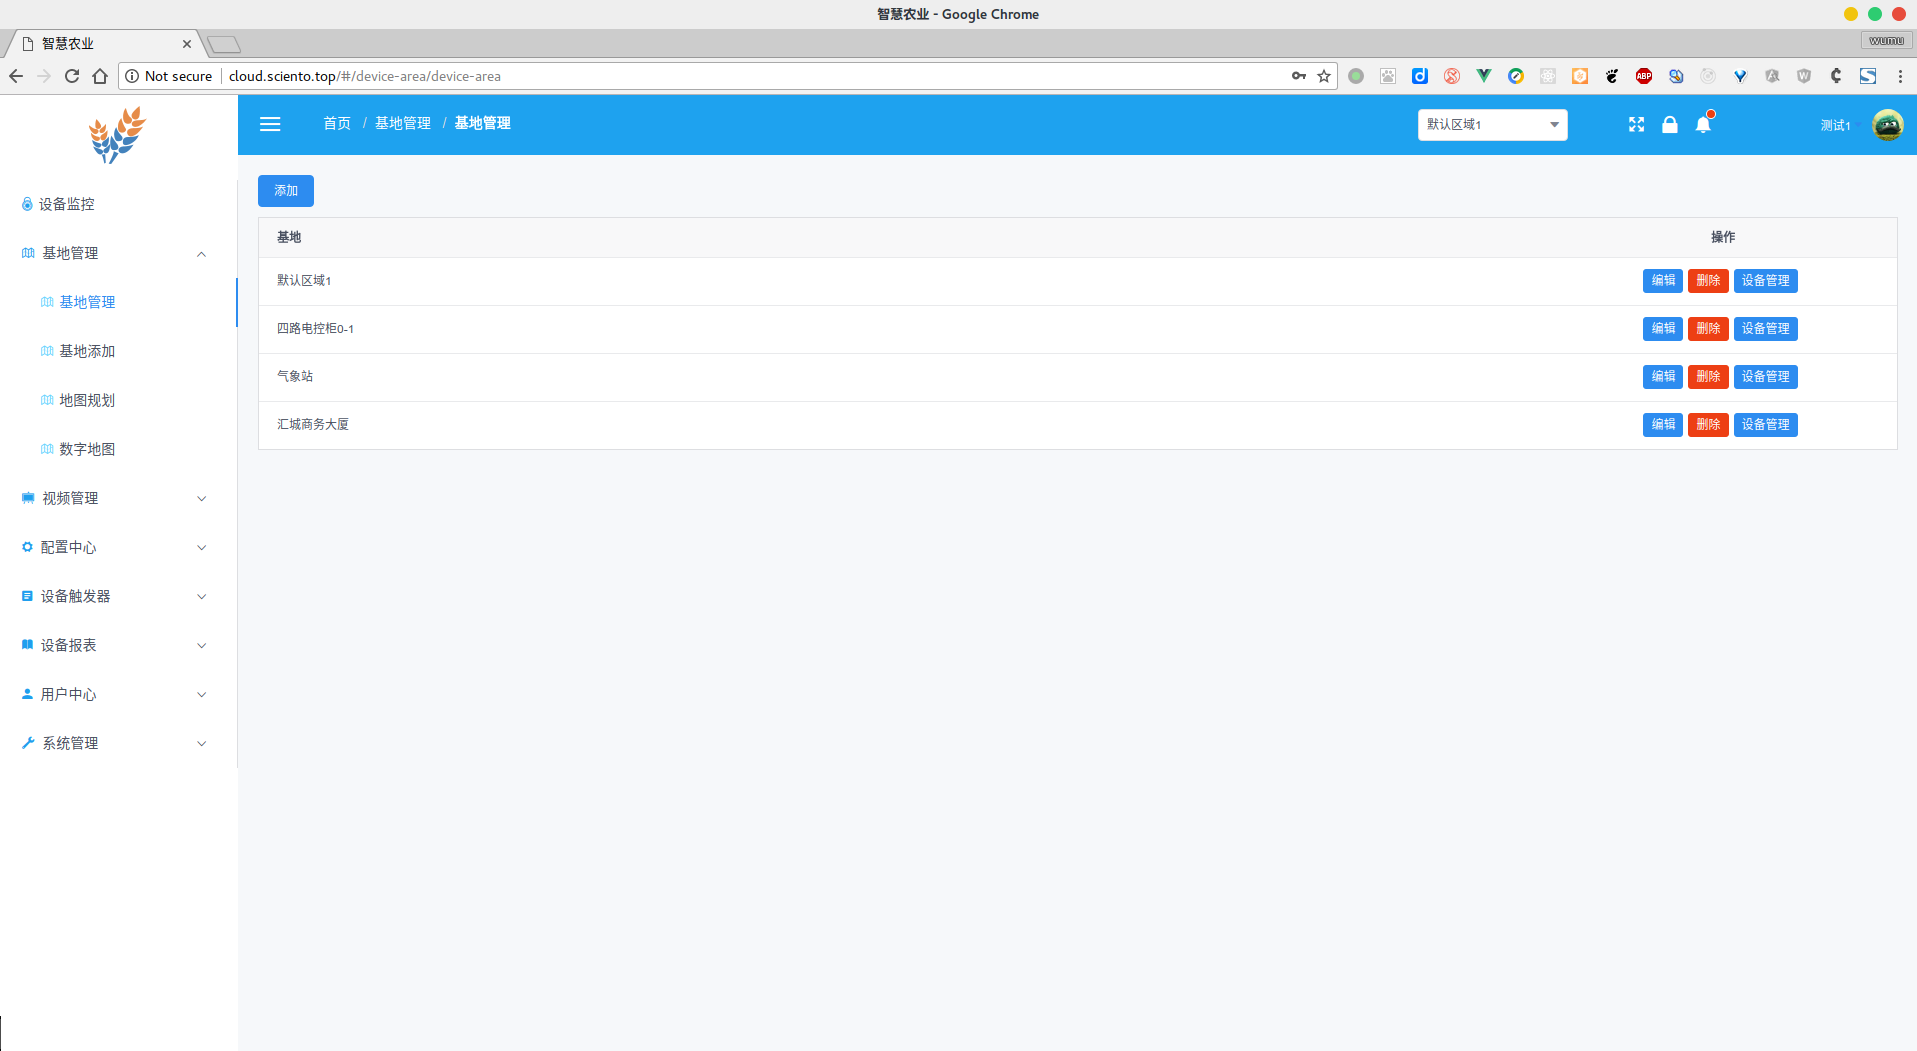 智慧农业 - Google Chrome
智慧农业
wumu
Not secure cloud.sciento.top/#/device-area/device-area
ABP
首页 / 基地管理 / 基地管理
默认区域1
测试1
设备监控
基地管理
基地管理
基地添加
地图规划
数字地图
视频管理
配置中心
设备触发器
设备报表
用户中心
系统管理
添加
基地 操作
默认区域1 编辑 删除 设备管理
四路电控柜0-1 编辑 删除 设备管理
气象站 编辑 删除 设备管理
汇城商务大厦 编辑 删除 设备管理